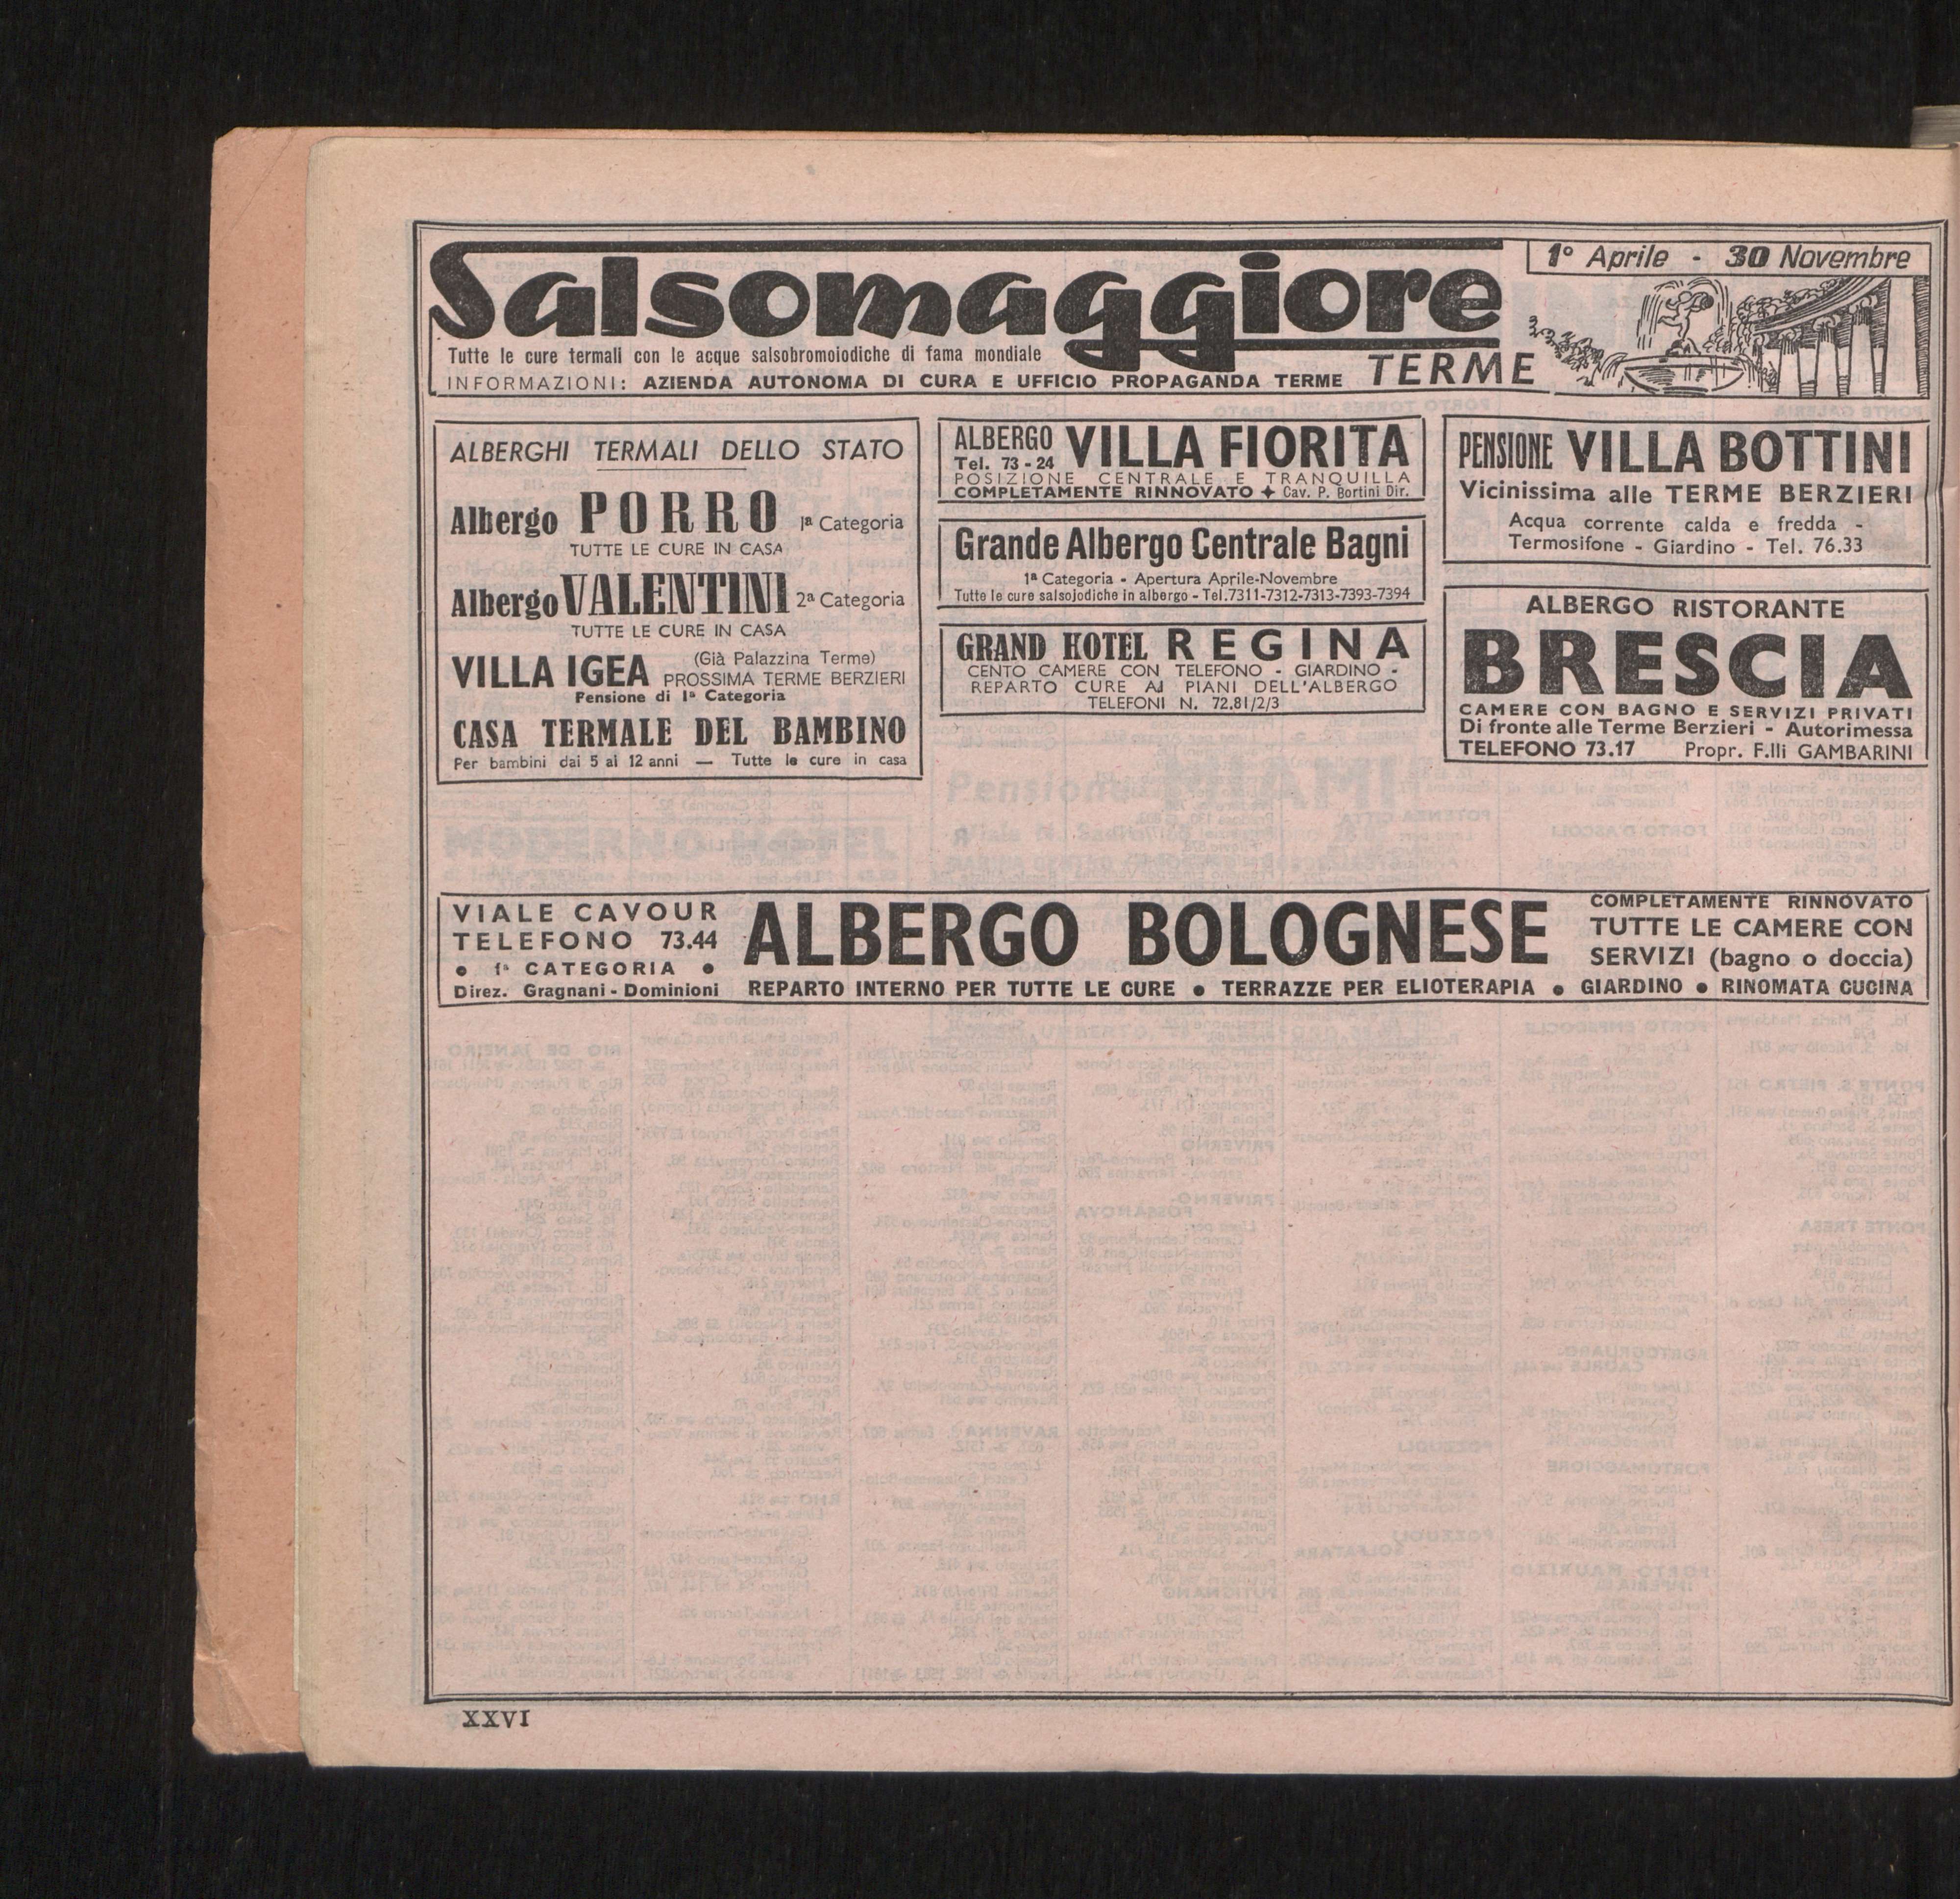 Salsomaggiore
TERME
1º Aprile - 30 Novembre
Tutte le cure termali con le acque salsobromoiodiche di fama mondiale
INFORMAZIONI: AZIENDA AUTONOMA DI CURA E UFFICIO PROPAGANDA TERME
ALBERGHI TERMALI DELLO STATO
Albergo PORRO 1ª Categoria
TUTTE LE CURE IN CASA
Albergo VALENTINI 2ª Categoria
TUTTE LE CURE IN CASA
VILLA IGEA (Già Palazzina Terme)
PROSSIMA TERME BERZIERI
Pensione di 1ª Categoria
CASA TERMALE DEL BAMBINO
Per bambini dai 5 ai 12 anni — Tutte le cure in casa
ALBERGO VILLA FIORITA
Tel. 73-24
POSIZIONE CENTRALE E TRANQUILLA
COMPLETAMENTE RINNOVATO ✦ Cav. P. Bortini Dir.
Grande Albergo Centrale Bagni
1ª Categoria - Apertura Aprile-Novembre
Tutte le cure salsojodiche in albergo - Tel.7311-7312-7313-7393-7394
GRAND HOTEL REGINA
CENTO CAMERE CON TELEFONO - GIARDINO -
REPARTO CURE AI PIANI DELL'ALBERGO
TELEFONI N. 72.81/2/3
PENSIONE VILLA BOTTINI
Vicinissima alle TERME BERZIERI
Acqua corrente calda e fredda -
Termosifone - Giardino - Tel. 76.33
ALBERGO RISTORANTE
BRESCIA
CAMERE CON BAGNO E SERVIZI PRIVATI
Di fronte alle Terme Berzieri - Autorimessa
TELEFONO 73.17 Propr. F.lli GAMBARINI
VIALE CAVOUR
TELEFONO 73.44
• 1ª CATEGORIA •
Direz. Gragnani - Dominioni
ALBERGO BOLOGNESE
COMPLETAMENTE RINNOVATO
TUTTE LE CAMERE CON
SERVIZI (bagno o doccia)
REPARTO INTERNO PER TUTTE LE CURE • TERRAZZE PER ELIOTERAPIA • GIARDINO • RINOMATA CUCINA
XXVI